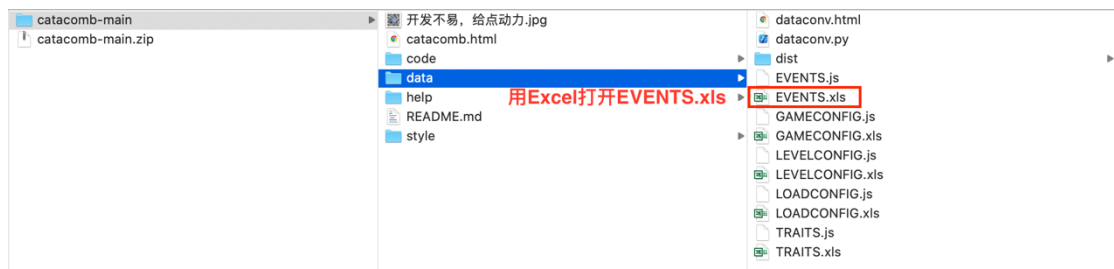 catacomb-main
catacomb-main.zip
开发不易，给点动力.jpg
catacomb.html
code
data
help
README.md
style
用Excel打开EVENTS.xls
dataconv.html
dataconv.py
dist
EVENTS.js
EVENTS.xls
GAMECONFIG.js
GAMECONFIG.xls
LEVELCONFIG.js
LEVELCONFIG.xls
LOADCONFIG.js
LOADCONFIG.xls
TRAITS.js
TRAITS.xls